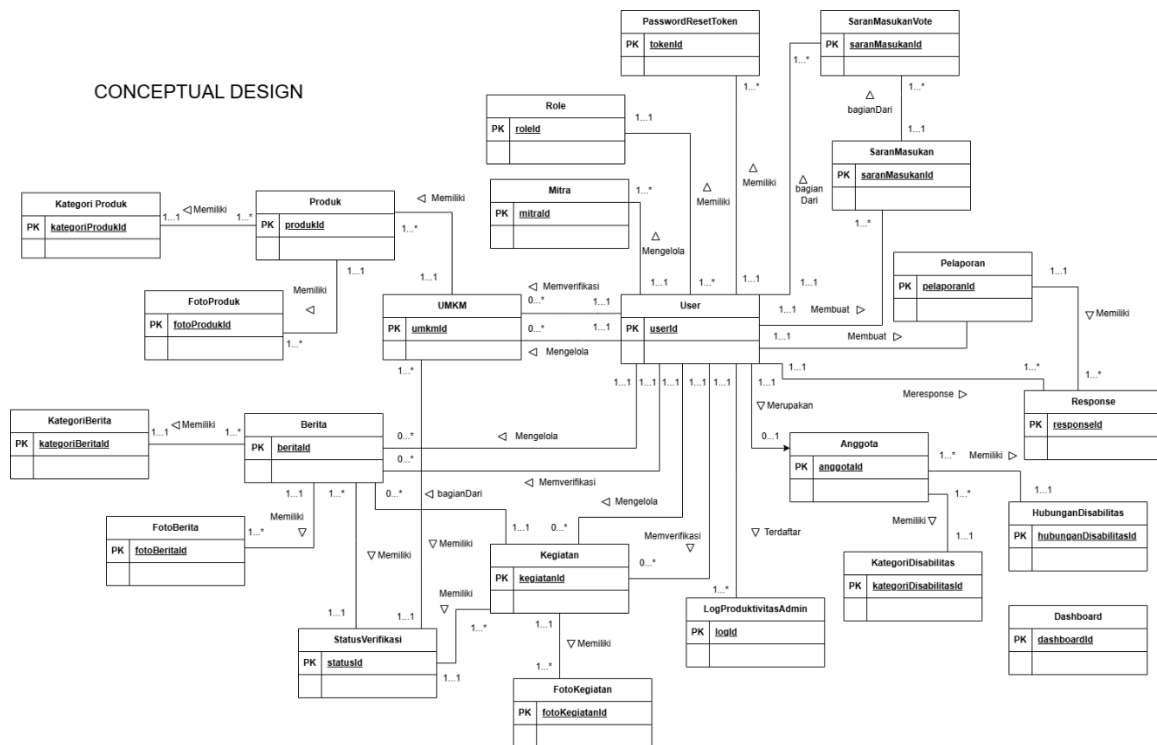 CONCEPTUAL DESIGN
PasswordResetToken
PK tokenId
1...*
SaranMasukanVote
PK saranMasukanId
1...*
1...*
bagianDari
1...1
Role
PK roleId
1...1
SaranMasukan
PK saranMasukanId
1...*
Memiliki
Memiliki
bagian
Dari
Mitra
PK mitraId
1...*
Mengelola
1...1
1...*
1...1
1...1
Kategori Produk
PK kategoriProdukId
1...1
Memiliki
1...*
Produk
PK produkId
1...*
Memiliki
1...1
1...1
Memiliki
FotoProduk
PK fotoProdukId
1...*
UMKM
PK umkmId
0...*
Memverifikasi
1...1
0...*
Mengelola
1...1
1...*
User
PK userId
1...1
Membuat
1...1
Membuat
Pelaporan
PK pelaporanId
1...1
Memiliki
1...*
1...1
Meresponse
1...*
Response
PK responseId
1...1
1...1
1...1
1...1
1...1
1...1
1...1
Merupakan
0...1
KategoriBerita
PK kategoriBeritaId
1...1
Memiliki
1...*
Berita
PK beritaId
0...*
Mengelola
0...*
Memverifikasi
1...1
1...*
0...*
bagianDari
1...1
Mengelola
0...*
Memverifikasi
0...*
Terdaftar
1...*
Anggota
PK anggotaId
1...*
Memiliki
1...1
1...*
Memiliki
1...1
HubunganDisabilitas
PK hubunganDisabilitasId
KategoriDisabilitas
PK kategoriDisabilitasId
FotoBerita
PK fotoBeritaId
1...*
Memiliki
Memiliki
Memiliki
Kegiatan
PK kegiatanId
Memiliki
1...*
1...1
1...1
1...1
1...1
Memiliki
1...*
StatusVerifikasi
PK statusId
LogProduktivitasAdmin
PK logId
Dashboard
PK dashboardId
FotoKegiatan
PK fotoKegiatanId